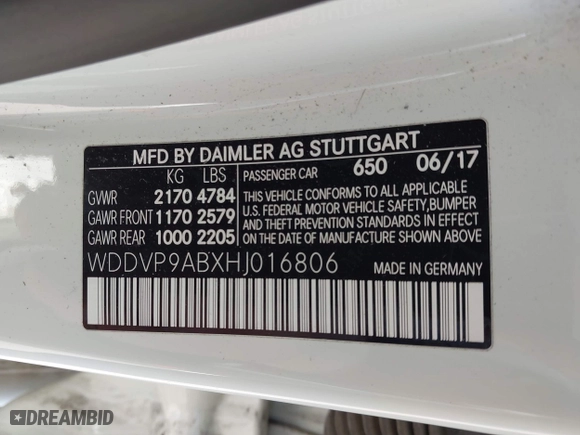 MFD BY DAIMLER AG STUTTGART
KG LBS
GVWR 2170 4784
GAWR FRONT 1170 2579
GAWR REAR 1000 2205
PASSENGER CAR 650 06/17
THIS VEHICLE CONFORMS TO ALL APPLICABLE
U.S. FEDERAL MOTOR VEHICLE SAFETY,BUMPER
AND THEFT PREVENTION STANDARDS IN EFFECT
ON THE DATE OF MANUFACTURE SHOWN ABOVE.
WDDVP9ABXHJ016806 MADE IN GERMANY
DREAMBID